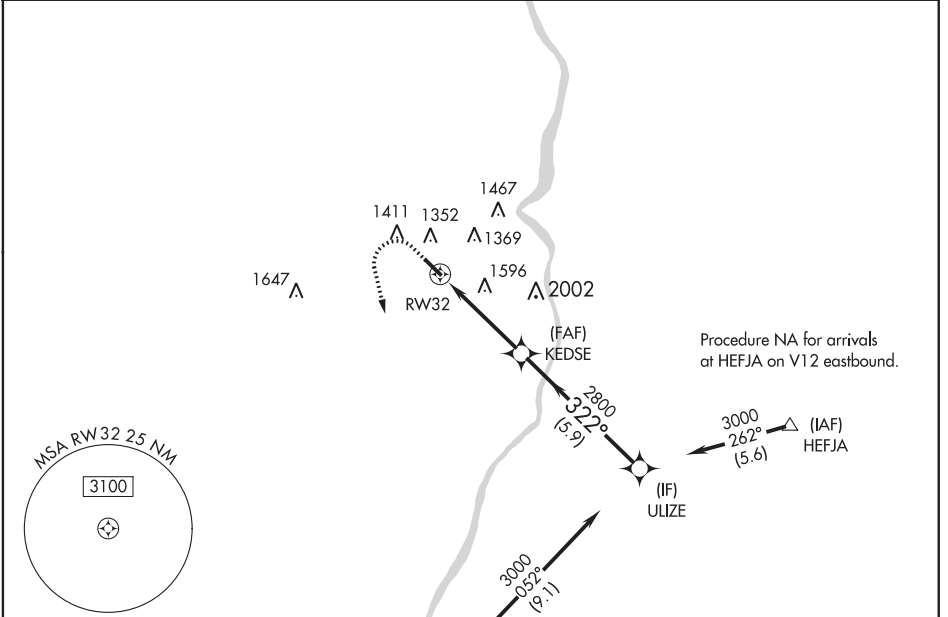 1467
1411
1352
1369
1596
1647
2002
RW32
(FAF)
KEDSE
Procedure NA for arrivals
at HEFJA on V12 eastbound.
2800
322°
(5.9)
3000
262°
(5.6)
(IAF)
HEFJA
(IF)
ULIZE
MSA RW32 25 NM
3100
3000
052°
(9.1)